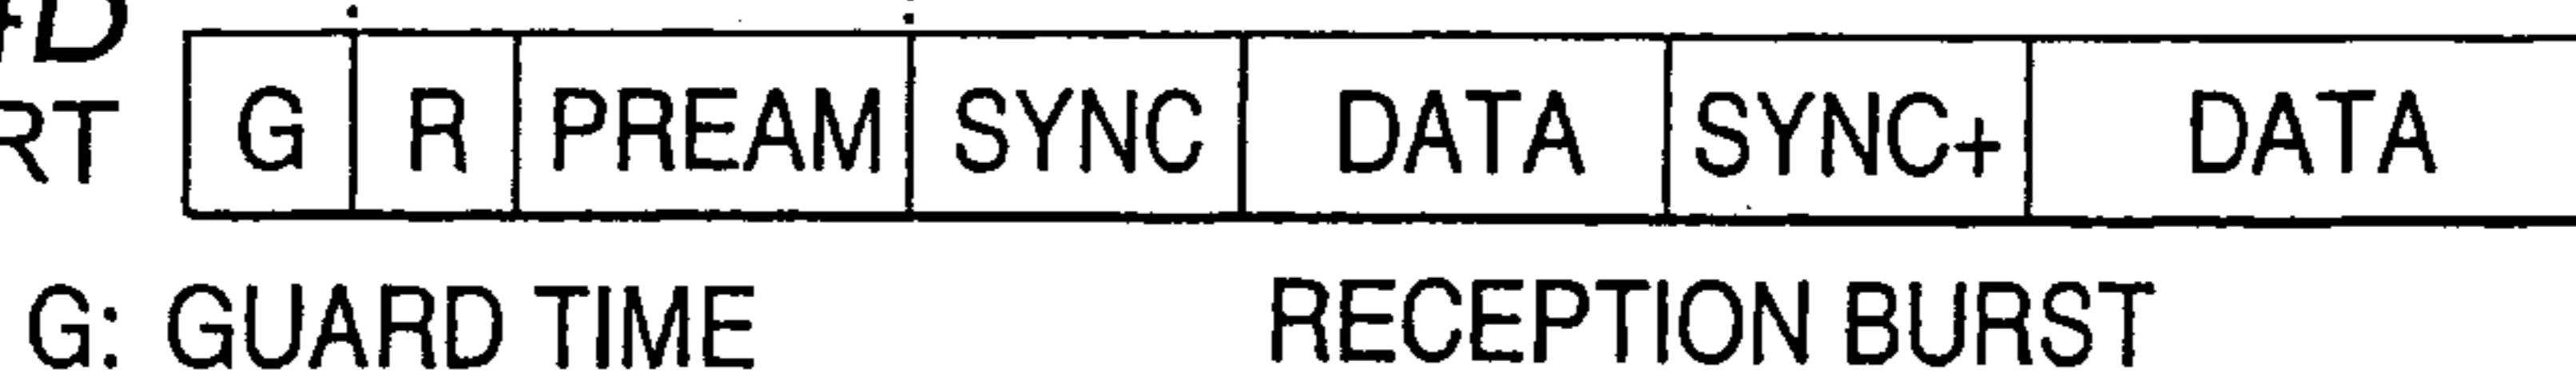 G R PREAM SYNC DATA SYNC+ DATA
G: GUARD TIME RECEPTION BURST